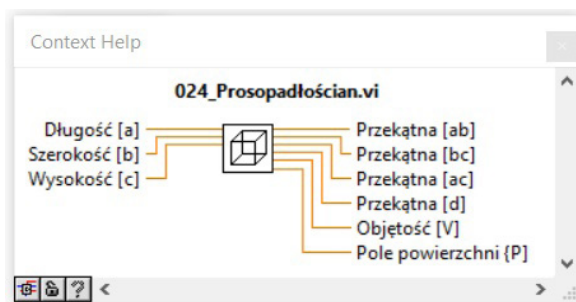 Context Help
024_Prosopadłościan.vi
Długość [a]
Szerokość [b]
Wysokość [c]
Przekątna [ab]
Przekątna [bc]
Przekątna [ac]
Przekątna [d]
Objętość [V]
Pole powierzchni {P]
?